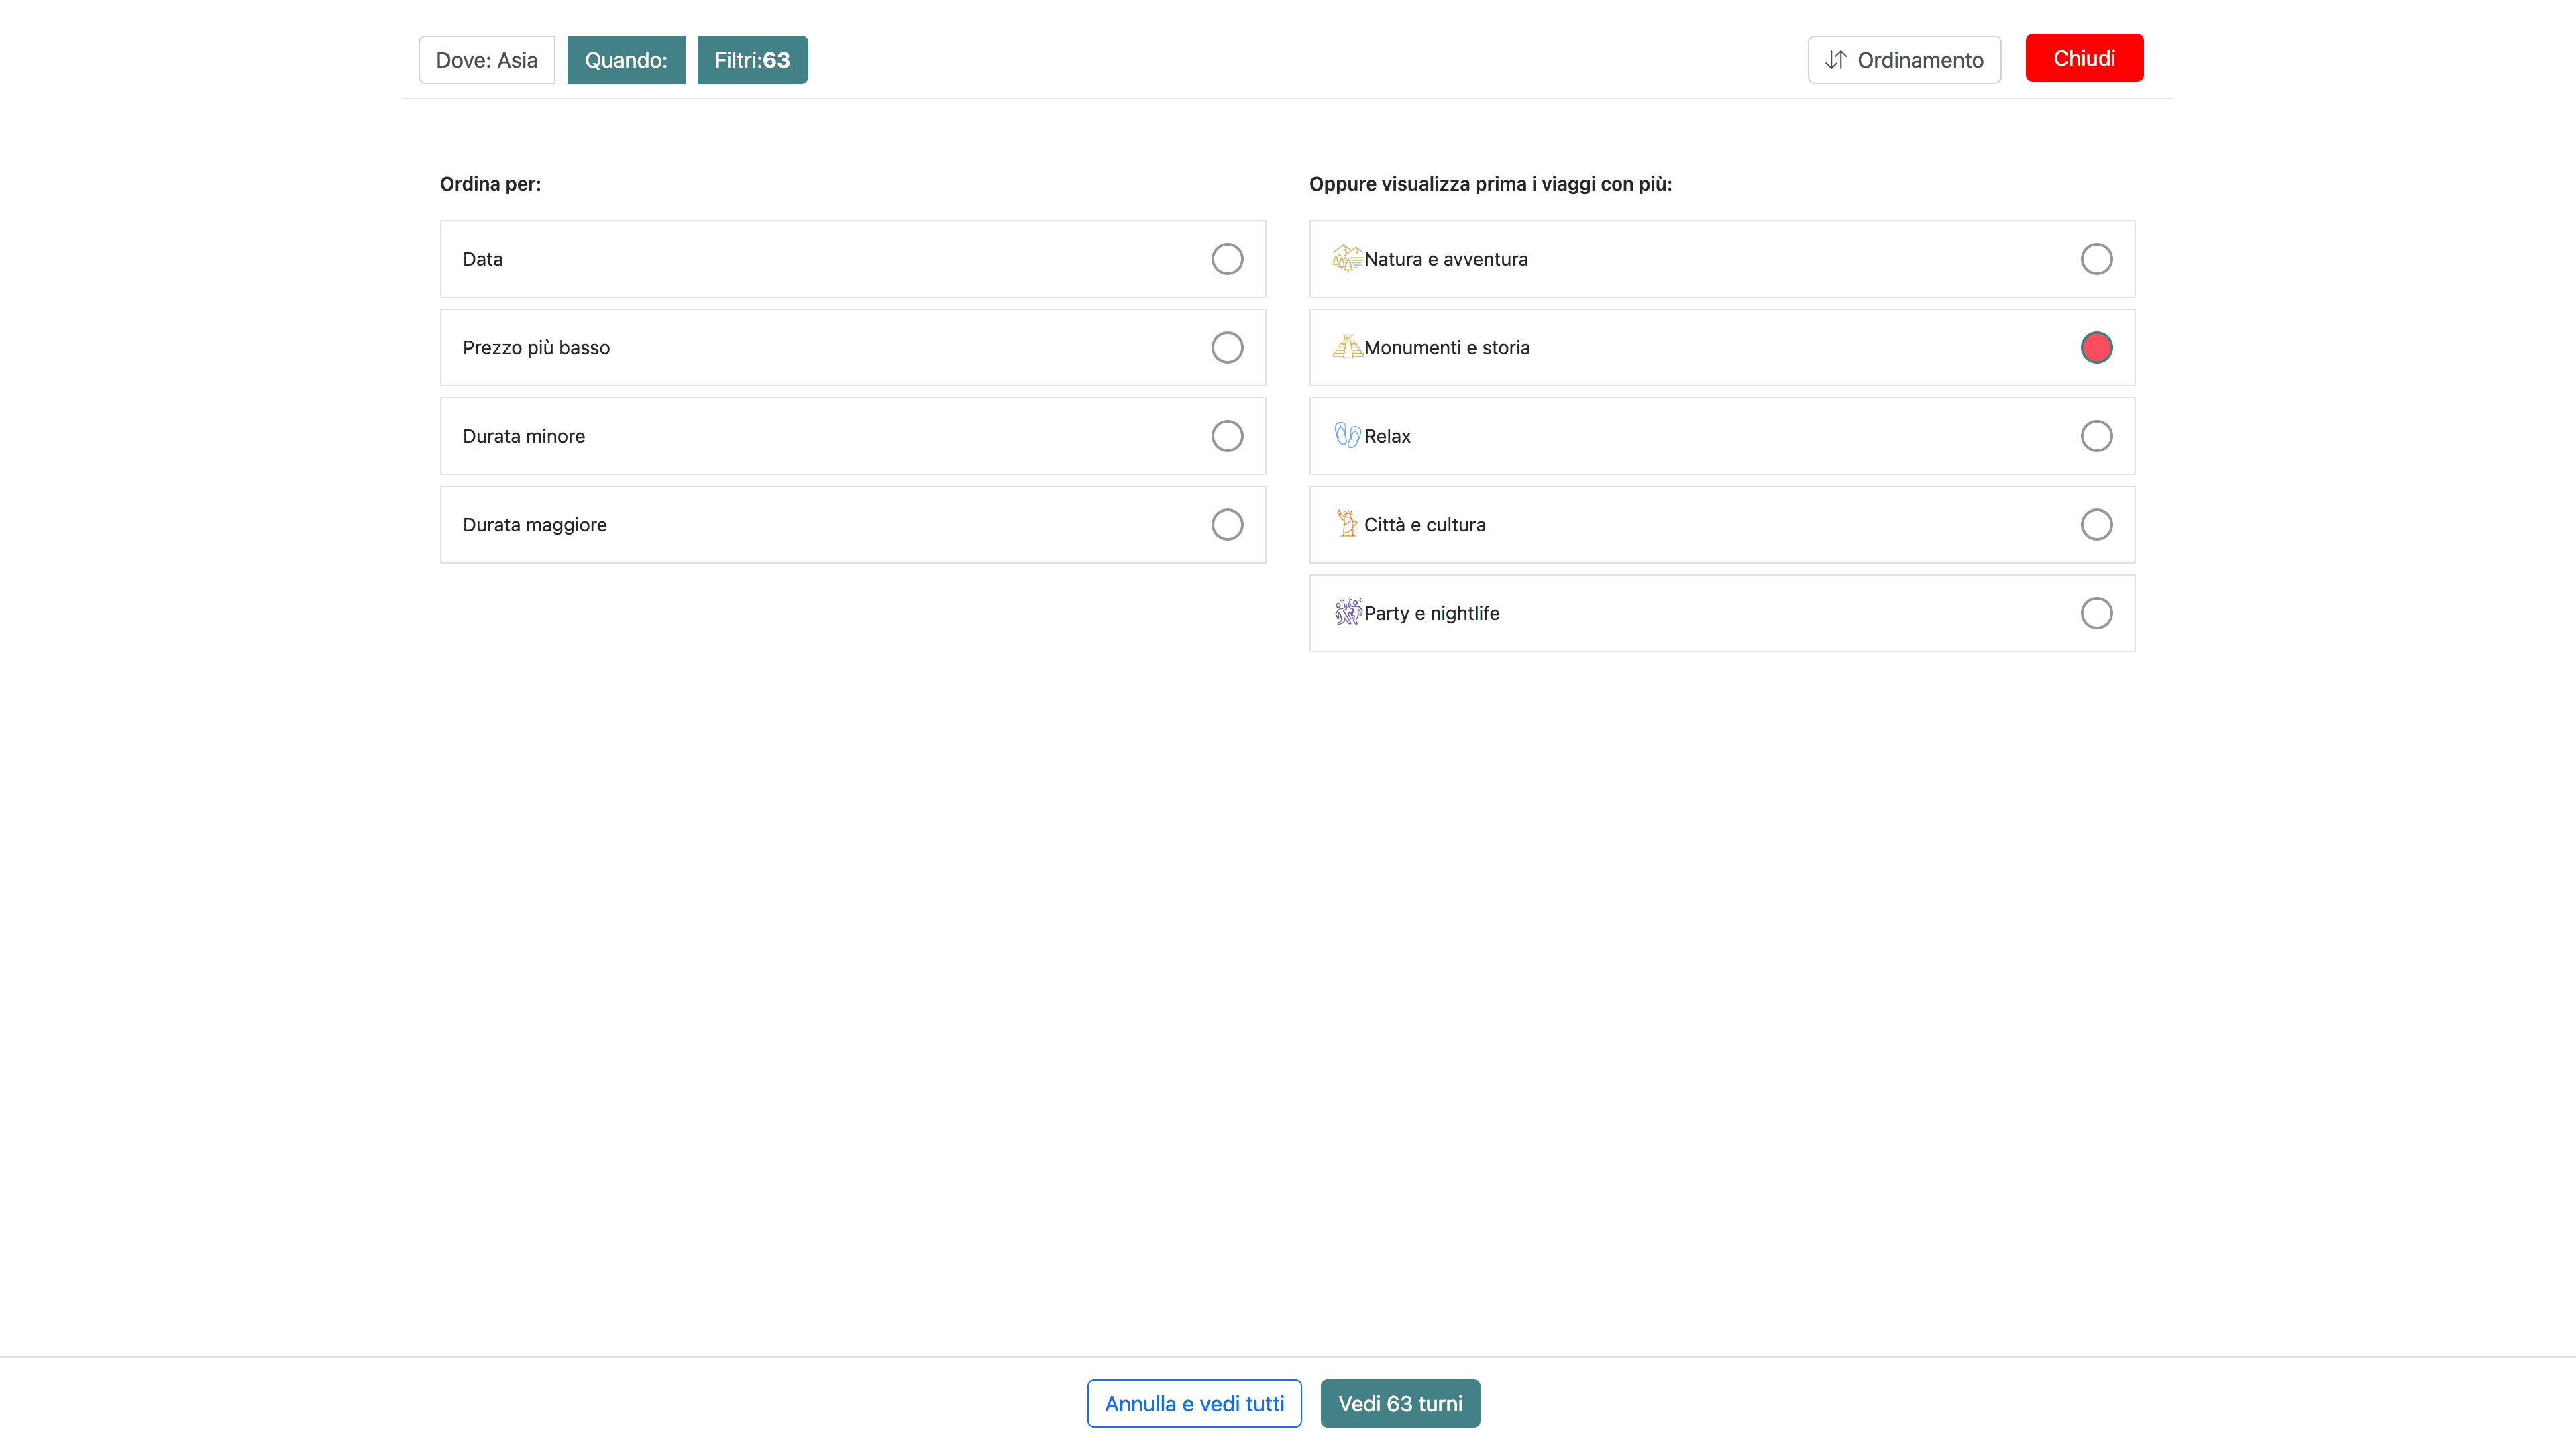 Dove: Asia
Quando:
Filtri:63
Ordinamento
Chiudi
Ordina per:
Data
Prezzo più basso
Durata minore
Durata maggiore
Oppure visualizza prima i viaggi con più:
Natura e avventura
Monumenti e storia
Relax
Città e cultura
Party e nightlife
Annulla e vedi tutti
Vedi 63 turni